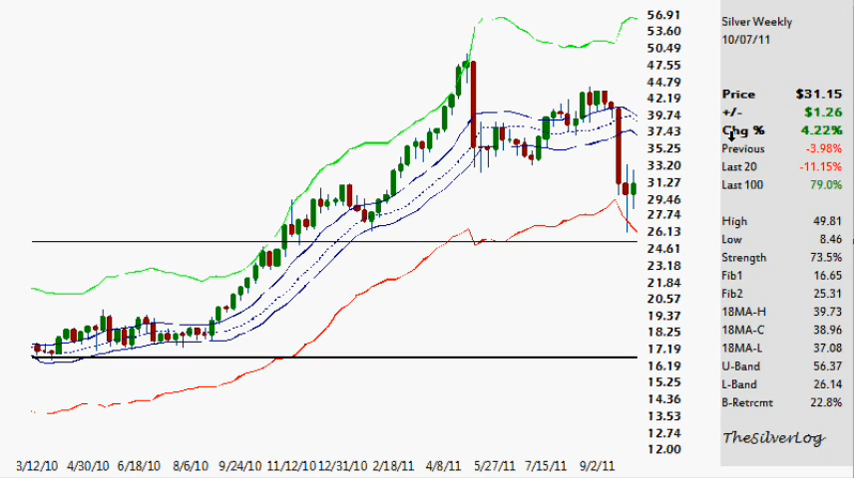 56.91
53.60
50.49
47.55
44.79
42.19
39.74
37.43
35.25
33.20
31.27
29.46
27.74
26.13
24.61
23.18
21.84
20.57
19.37
18.25
17.19
16.19
15.25
14.36
13.53
12.74
12.00
3/12/10 4/30/10 6/18/10 8/6/10 9/24/10 11/12/10 12/31/10 2/18/11 4/8/11 5/27/11 7/15/11 9/2/11
Silver Weekly
10/07/11
Price $31.15
+/- $1.26
Chg % 4.22%
Previous -3.98%
Last 20 -11.15%
Last 100 79.0%
High 49.81
Low 8.46
Strength 73.5%
Fib1 16.65
Fib2 25.31
18MA-H 39.73
18MA-C 38.96
18MA-L 37.08
U-Band 56.37
L-Band 26.14
B-Retrcmt 22.8%
TheSilverLog